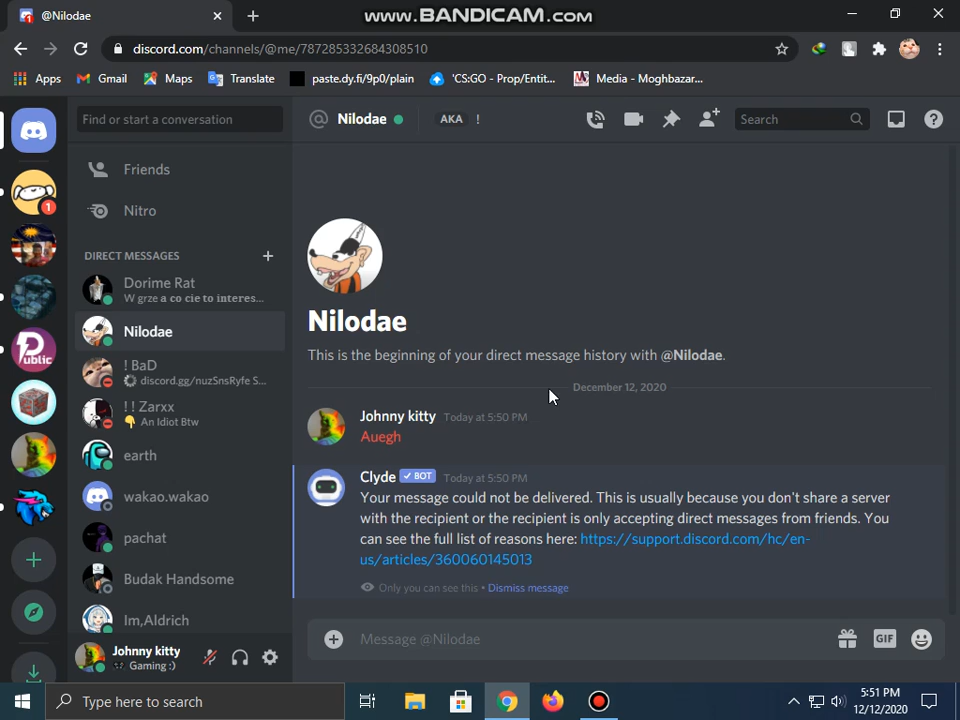 @Nilodae
www.BANDICAM.com
discord.com/channels/@me/787285332684308510
Apps
Gmail
Maps
Translate
paste.dy.fi/9p0/plain
'CS:GO - Prop/Entit...
Media - Moghbazar...
Find or start a conversation
Nilodae
AKA !
Search
Friends
Nitro
DIRECT MESSAGES
Dorime Rat
W grze a co cie to interes...
Nilodae
! BaD
discord.gg/nuzSnsRyfe S...
! ! Zarxx
An Idiot Btw
earth
wakao.wakao
pachat
Budak Handsome
Im,Aldrich
Johnny kitty
Gaming :)
1
Public
Nilodae
This is the beginning of your direct message history with @Nilodae.
December 12, 2020
Johnny kitty Today at 5:50 PM
Auegh
Clyde BOT Today at 5:50 PM
Your message could not be delivered. This is usually because you don't share a server
with the recipient or the recipient is only accepting direct messages from friends. You
can see the full list of reasons here: https://support.discord.com/hc/en-
us/articles/360060145013
Only you can see this • Dismiss message
Message @Nilodae
GIF
Type here to search
5:51 PM
12/12/2020